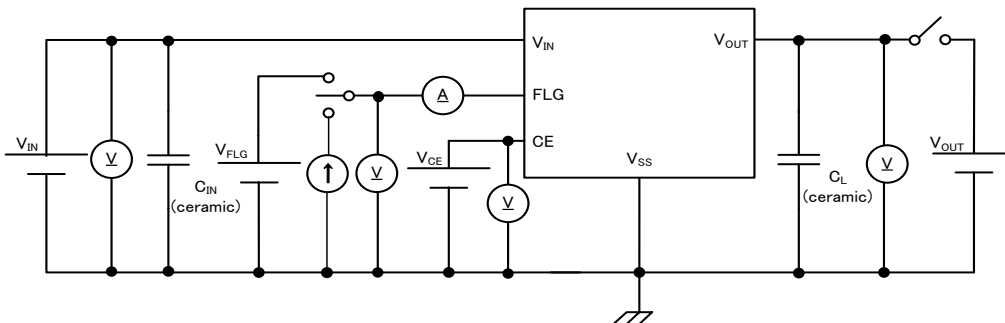 VIN
VOUT
FLG
A
VIN
V
VFLG
CE
VCE
VSS
VOUT
V
V
CIN
(ceramic)
V
CL
(ceramic)
V